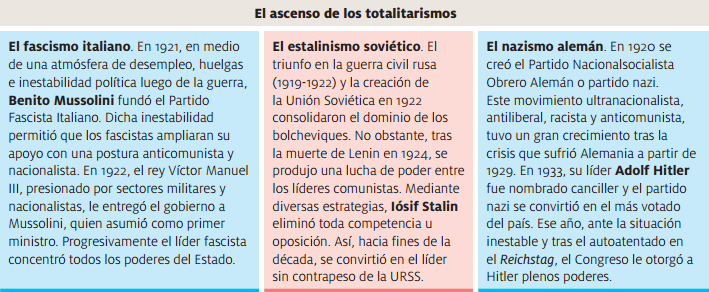 El ascenso de los totalitarismos
El fascismo italiano. En 1921, en medio
de una atmósfera de desempleo, huelgas
e inestabilidad política luego de la guerra,
Benito Mussolini fundó el Partido
Fascista Italiano. Dicha inestabilidad
permitió que los fascistas ampliaran su
apoyo con una postura anticomunista y
nacionalista. En 1922, el rey Víctor Manuel
III, presionado por sectores militares y
nacionalistas, le entregó el gobierno a
Mussolini, quien asumió como primer
ministro. Progresivamente el líder fascista
concentró todos los poderes del Estado.
El estalinismo soviético. El
triunfo en la guerra civil rusa
(1919-1922) y la creación de
la Unión Soviética en 1922
consolidaron el dominio de los
bolcheviques. No obstante, tras
la muerte de Lenin en 1924, se
produjo una lucha de poder entre
los líderes comunistas. Mediante
diversas estrategias, Iósif Stalin
eliminó toda competencia u
oposición. Así, hacia fines de la
década, se convirtió en el líder
sin contrapeso de la URSS.
El nazismo alemán. En 1920 se
creó el Partido Nacionalsocialista
Obrero Alemán o partido nazi.
Este movimiento ultranacionalista,
antiliberal, racista y anticomunista,
tuvo un gran crecimiento tras la
crisis que sufrió Alemania a partir de
1929. En 1933, su líder Adolf Hitler
fue nombrado canciller y el partido
nazi se convirtió en el más votado
del país. Ese año, ante la situación
inestable y tras el autoatentado en
el Reichstag, el Congreso le otorgó a
Hitler plenos poderes.